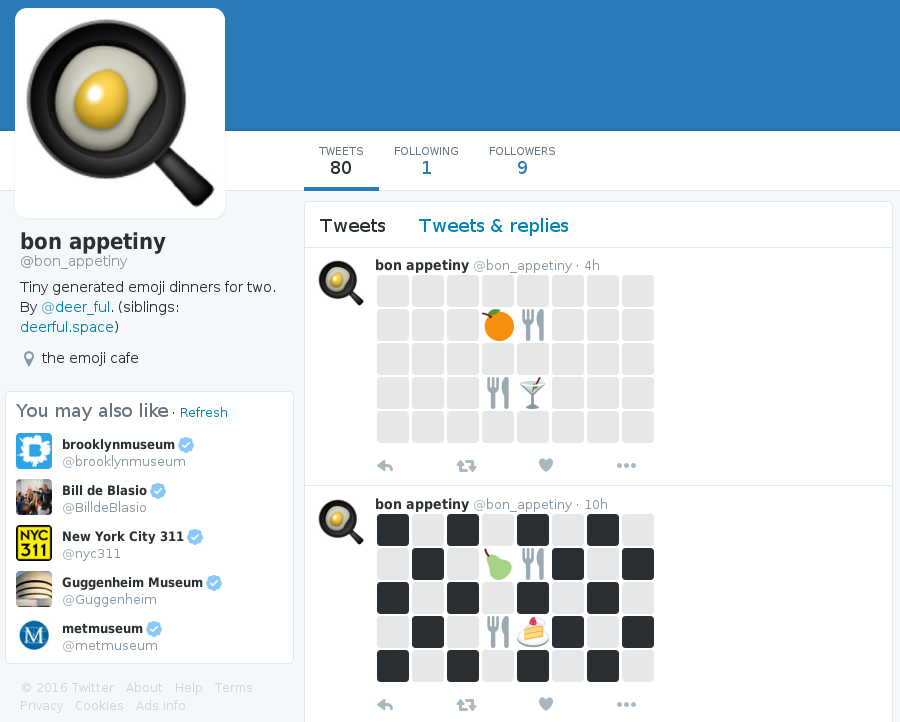 TWEETS FOLLOWING FOLLOWERS
80 1 9
bon appetiny
@bon_appetiny
Tiny generated emoji dinners for two.
By @deer_ful. (siblings:
deerful.space)
the emoji cafe
You may also like · Refresh
brooklynmuseum
@brooklynmuseum
Bill de Blasio
@BilldeBlasio
NYC
311
New York City 311
@nyc311
Guggenheim Museum
@Guggenheim
M
metmuseum
@metmuseum
© 2016 Twitter About Help Terms
Privacy Cookies Ads info
Tweets Tweets & replies
bon appetiny @bon_appetiny · 4h
bon appetiny @bon_appetiny · 10h